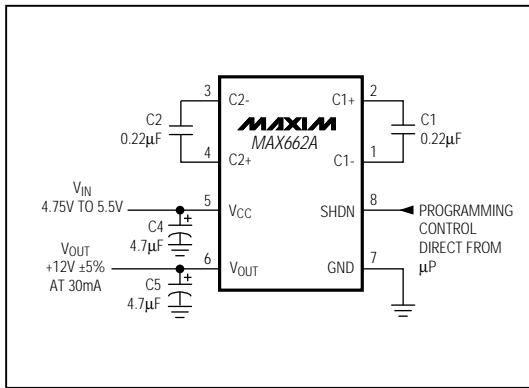 3
C2-
C1+
2
C2
0.22µF
MAXIM
MAX662A
C1
0.22µF
4
C2+
C1-
1
VIN
4.75V TO 5.5V
5
VCC
SHDN
8
PROGRAMMING
CONTROL
DIRECT FROM
µP
C4
4.7µF
VOUT
+12V ±5%
AT 30mA
6
VOUT
GND
7
C5
4.7µF
+
+